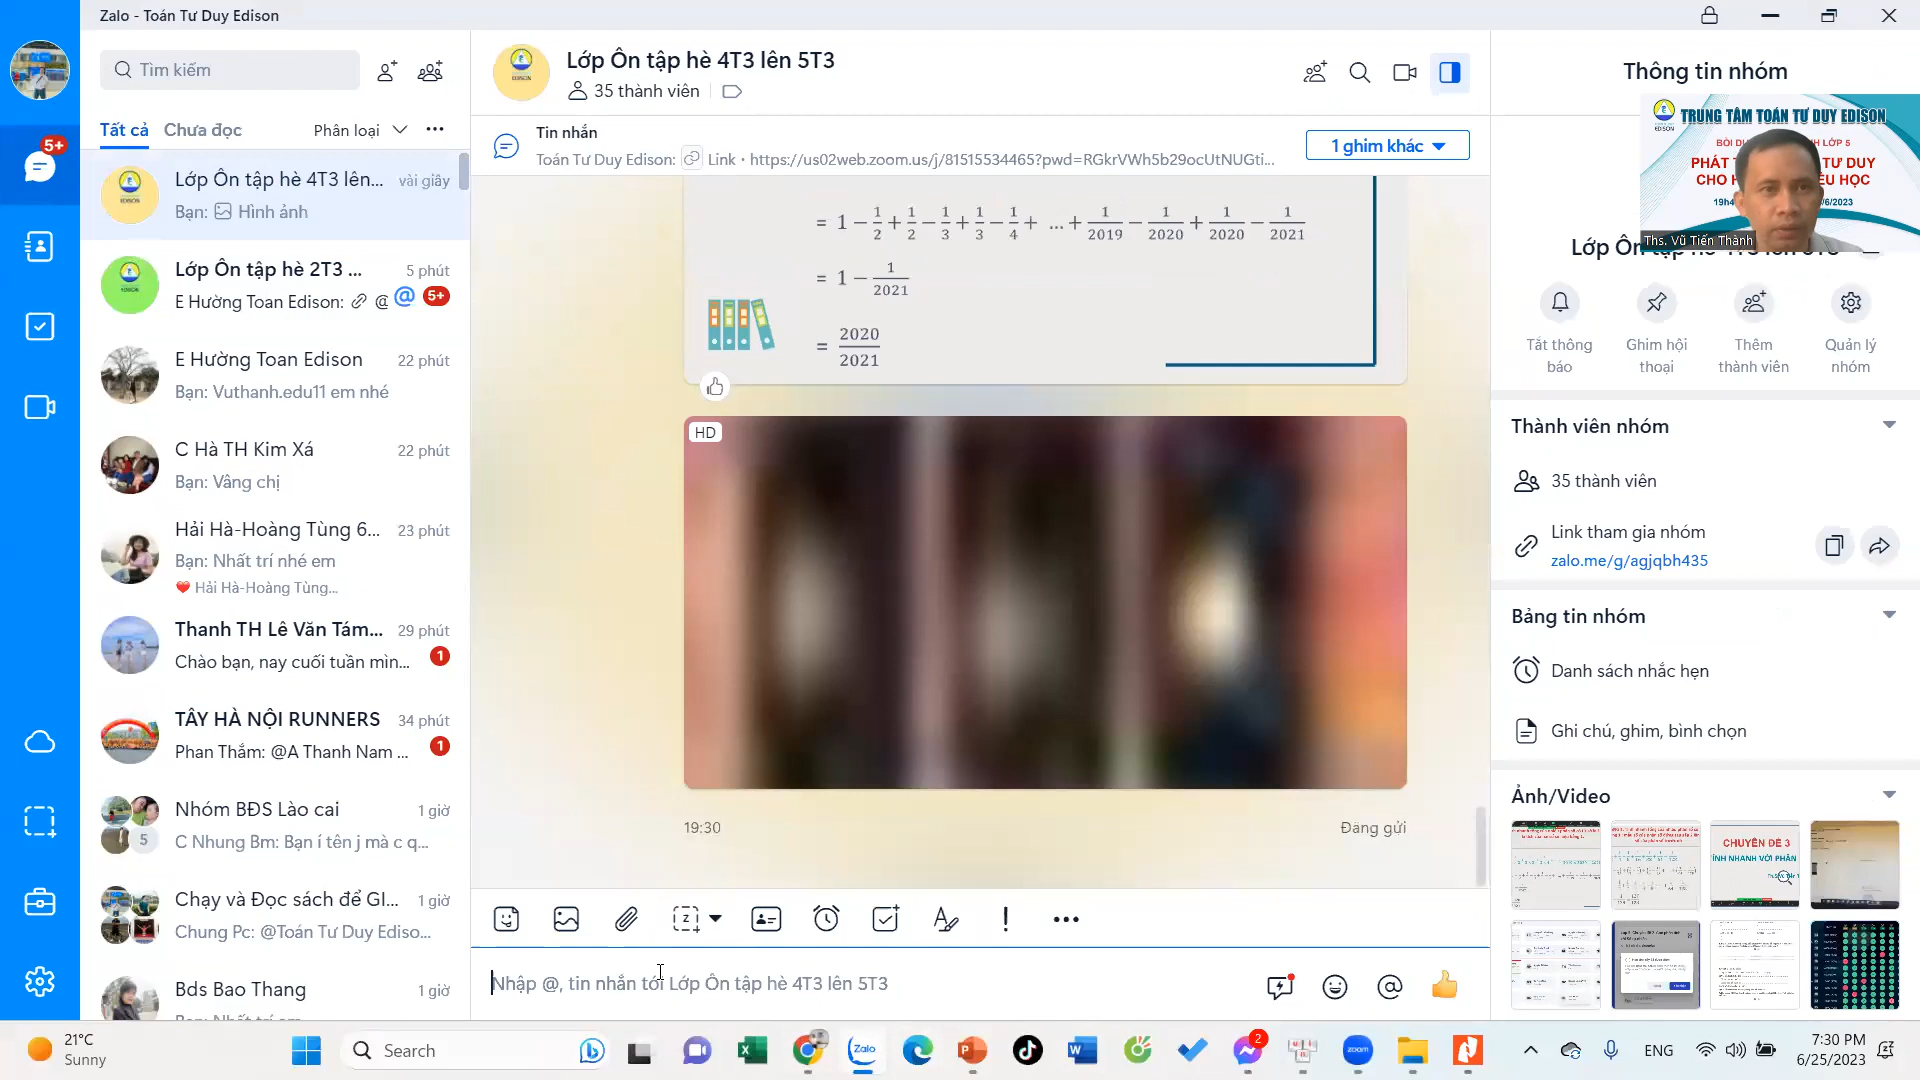 Zalo - Toán Tư Duy Edison
Tìm kiếm
Tất cả
Chưa đọc
Phân loại
Lớp Ôn tập hè 4T3 lên...
vài giây
Bạn: Hình ảnh
Lớp Ôn tập hè 2T3 ...
5 phút
E Hường Toan Edison: @
5+
E Hường Toan Edison
22 phút
Bạn: Vuthanh.edu11 em nhé
C Hà TH Kim Xá
22 phút
Bạn: Vâng chị
Hải Hà-Hoàng Tùng 6...
23 phút
Bạn: Nhất trí nhé em
Hải Hà-Hoàng Tùng...
Thanh TH Lê Văn Tám...
29 phút
Chào bạn, nay cuối tuần mìn...
1
TÂY HÀ NỘI RUNNERS
34 phút
Phan Thắm: @A Thanh Nam ...
1
Nhóm BĐS Lào cai
1 giờ
5
C Nhung Bm: Bạn í tên j mà c q...
Chạy và Đọc sách để GI...
1 giờ
Chung Pc: @Toán Tư Duy Ediso...
Bds Bao Thang
1 giờ
5+
Lớp Ôn tập hè 4T3 lên 5T3
35 thành viên
Tin nhắn
Toán Tư Duy Edison: Link • https://us02web.zoom.us/j/81515534465?pwd=RGkrVWh5b29ocUtNUGti...
1 ghim khác
= 1 - 1/2 + 1/2 - 1/3 + 1/3 - 1/4 + ... + 1/2019 - 1/2020 + 1/2020 - 1/2021
= 1 - 1/2021
= 2020/2021
HD
19:30
Đang gửi
Nhập @, tin nhắn tới Lớp Ôn tập hè 4T3 lên 5T3
Thông tin nhóm
TRUNG TÂM TOÁN TƯ DUY EDISON
Ths. Vũ Tiến Thành
Tắt thông báo
Ghim hội thoại
Thêm thành viên
Quản lý nhóm
Thành viên nhóm
35 thành viên
Link tham gia nhóm
zalo.me/g/agjqbh435
Bảng tin nhóm
Danh sách nhắc hẹn
Ghi chú, ghim, bình chọn
Ảnh/Video
CHUYÊN ĐỀ 3
21°C
Sunny
Search
2
ENG
7:30 PM
6/25/2023